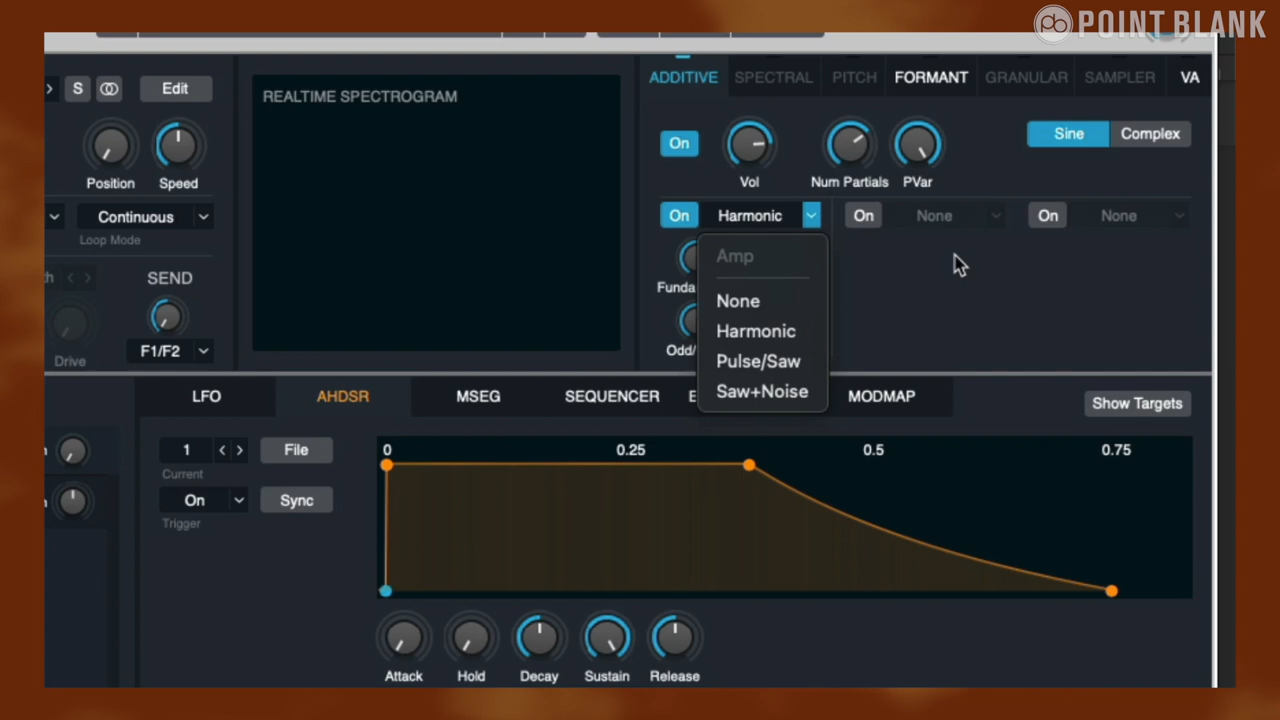 POINT BLANK
S
Edit
Position
Speed
Continuous
Loop Mode
SEND
Drive
F1/F2
REALTIME SPECTROGRAM
ADDITIVE
SPECTRAL
PITCH
FORMANT
GRANULAR
SAMPLER
VA
On
Vol
Num Partials
PVar
Sine
Complex
On
Harmonic
On
None
On
None
Funda
Odd/
Amp
None
Harmonic
Pulse/Saw
Saw+Noise
LFO
AHDSR
MSEG
SEQUENCER
E
MODMAP
Show Targets
1
Current
File
On
Trigger
Sync
0
0.25
0.5
0.75
Attack
Hold
Decay
Sustain
Release